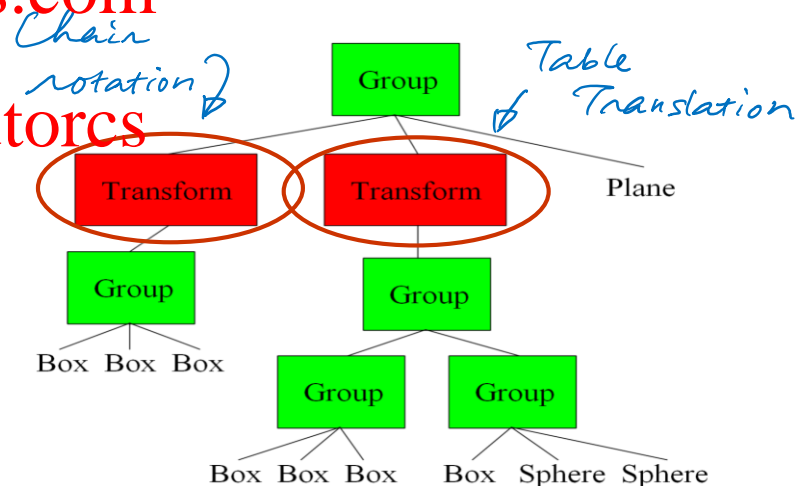 s.com
Chair
rotation
torcs
Table
Translation
Group
Transform
Transform
Plane
Group
Group
Box Box Box
Group
Group
Box Box Box
Box Sphere Sphere